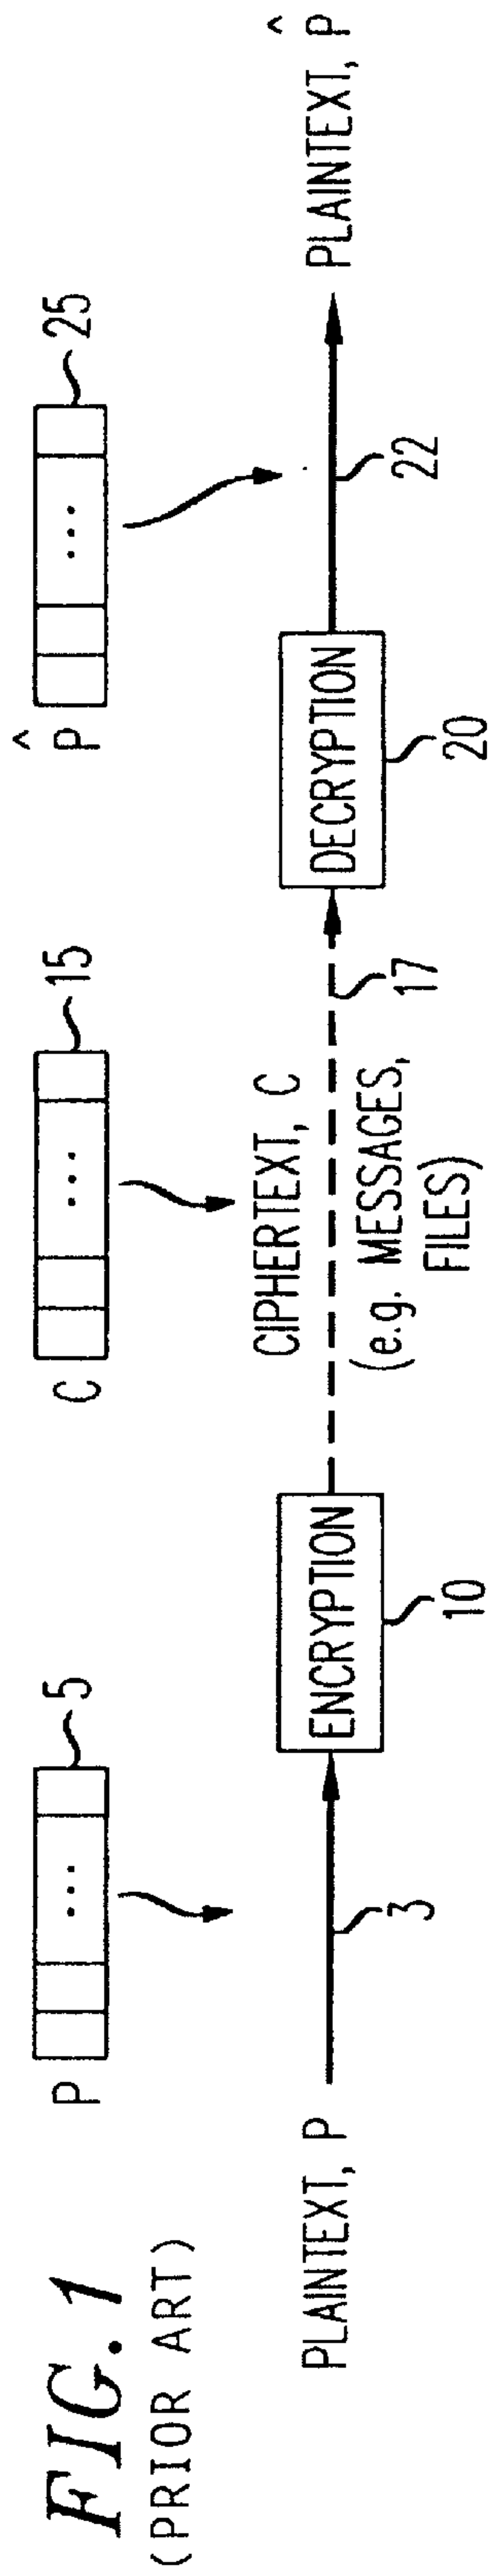 FIG. 1
(PRIOR ART)
P
5
C
15
P̂
25
...
...
...
PLAINTEXT, P
3
ENCRYPTION
10
CIPHERTEXT, C
(e.g. MESSAGES,
FILES)
17
DECRYPTION
20
22
PLAINTEXT, P̂